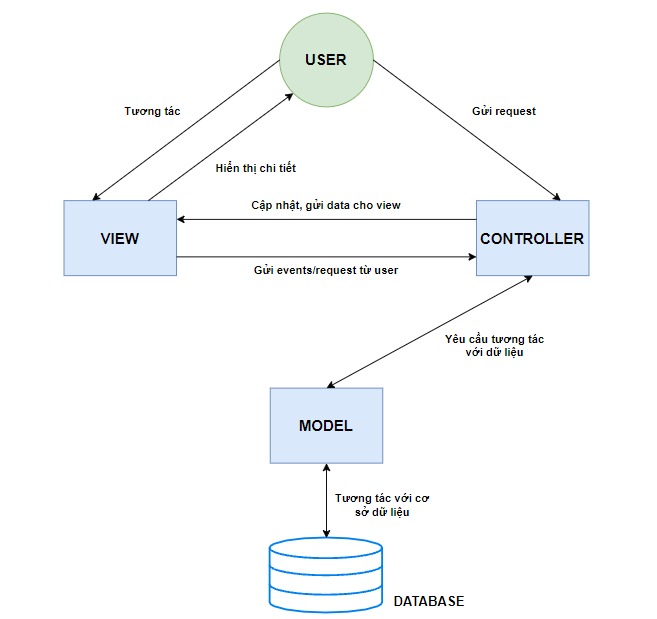 USER
Tương tác
Gửi request
Hiển thị chi tiết
Cập nhật, gửi data cho view
VIEW
CONTROLLER
Gửi events/request từ user
Yêu cầu tương tác
với dữ liệu
MODEL
Tương tác với cơ
sở dữ liệu
DATABASE